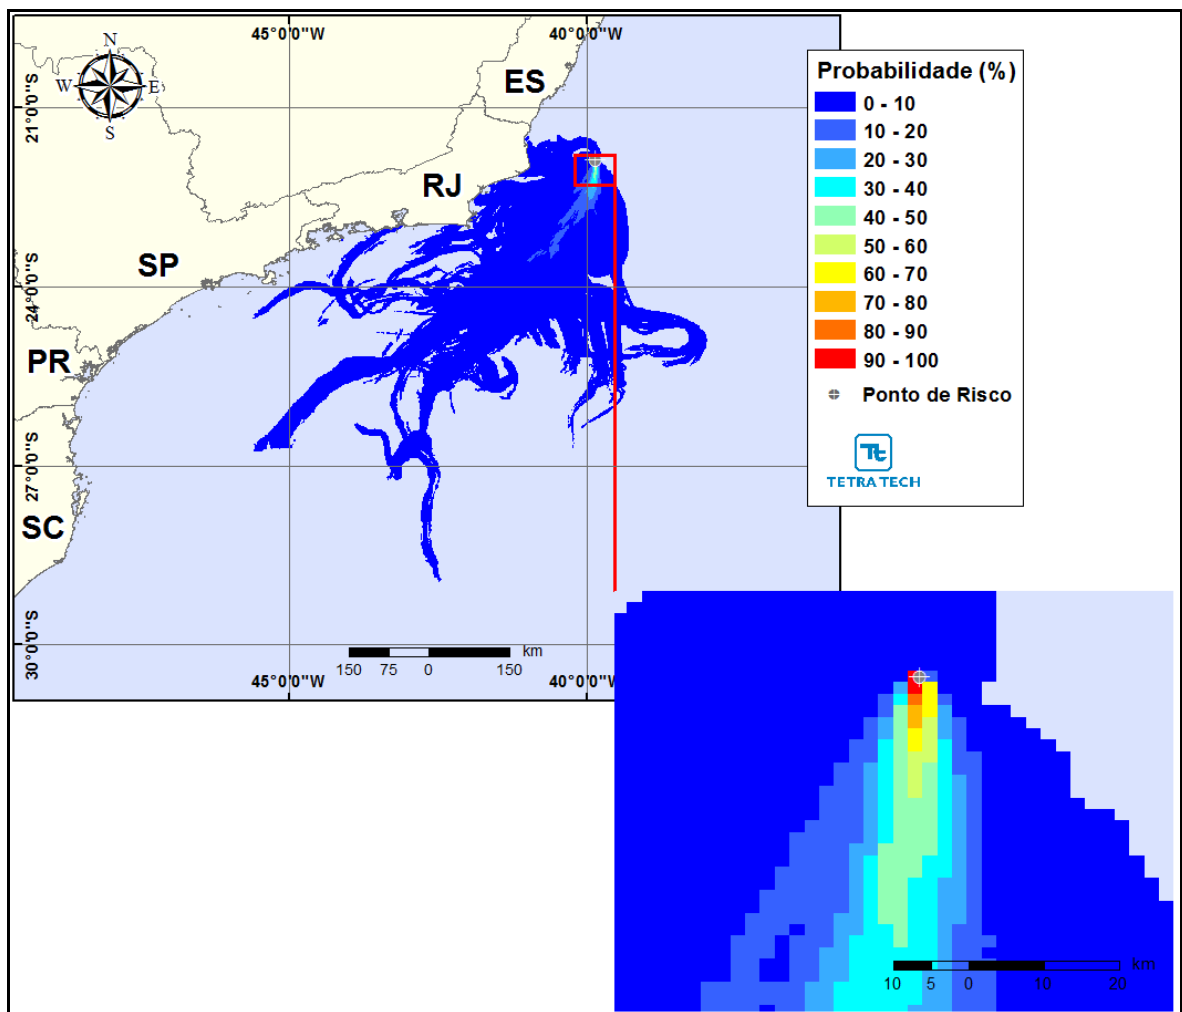 45°0'0"W
40°0'0"W
N
W
E
S
ES
21°0'0"S
RJ
SP
24°0'0"S
PR
27°0'0"S
SC
30°0'0"S
km
150 75 0 150
45°0'0"W
40°0'0"W
Probabilidade (%)
0 - 10
10 - 20
20 - 30
30 - 40
40 - 50
50 - 60
60 - 70
70 - 80
80 - 90
90 - 100
Ponto de Risco
Tt
TETRA TECH
km
10 5 0 10 20